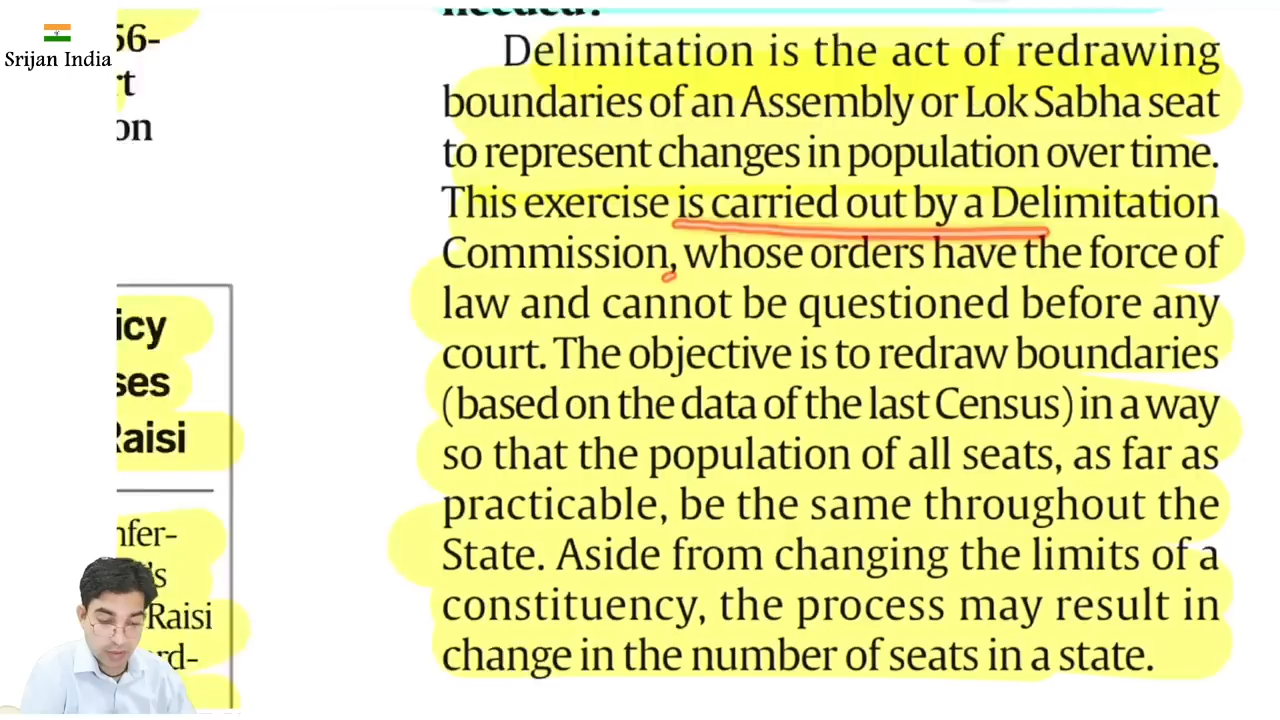 needed?
Srijan India
56-
rt
on
icy
ses
Raisi
nfer-
's
Raisi
rd-
Delimitation is the act of redrawing
boundaries of an Assembly or Lok Sabha seat
to represent changes in population over time.
This exercise is carried out by a Delimitation
Commission, whose orders have the force of
law and cannot be questioned before any
court. The objective is to redraw boundaries
(based on the data of the last Census) in a way
so that the population of all seats, as far as
practicable, be the same throughout the
State. Aside from changing the limits of a
constituency, the process may result in
change in the number of seats in a state.